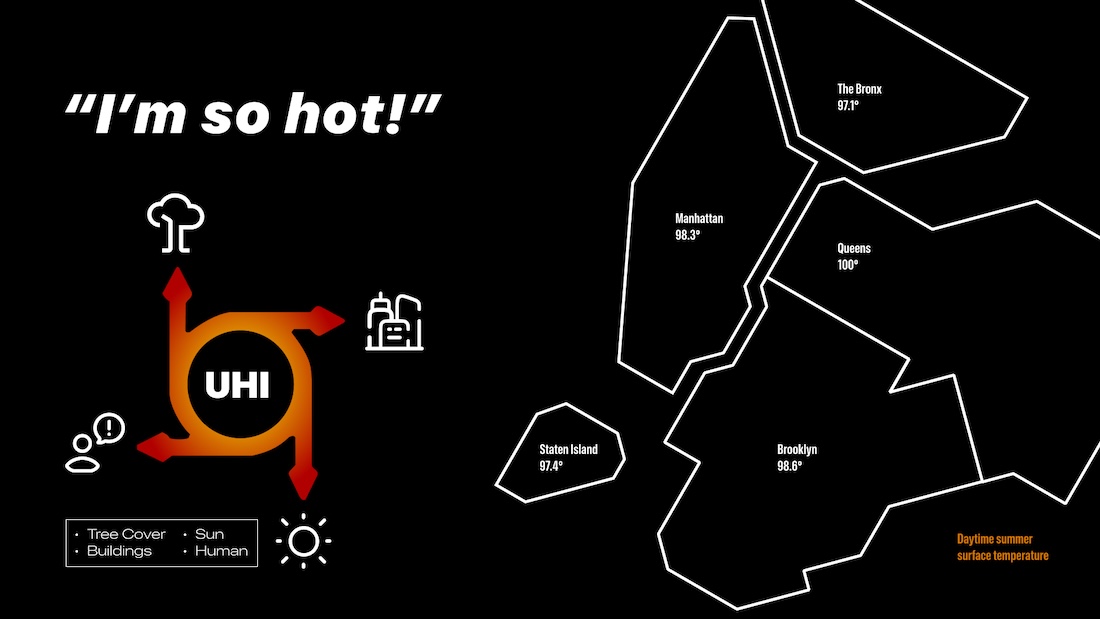 “I’m so hot!”
UHI
• Tree Cover • Sun
• Buildings • Human
The Bronx
97.1°
Manhattan
98.3°
Queens
100°
Staten Island
97.4°
Brooklyn
98.6°
Daytime summer
surface temperature